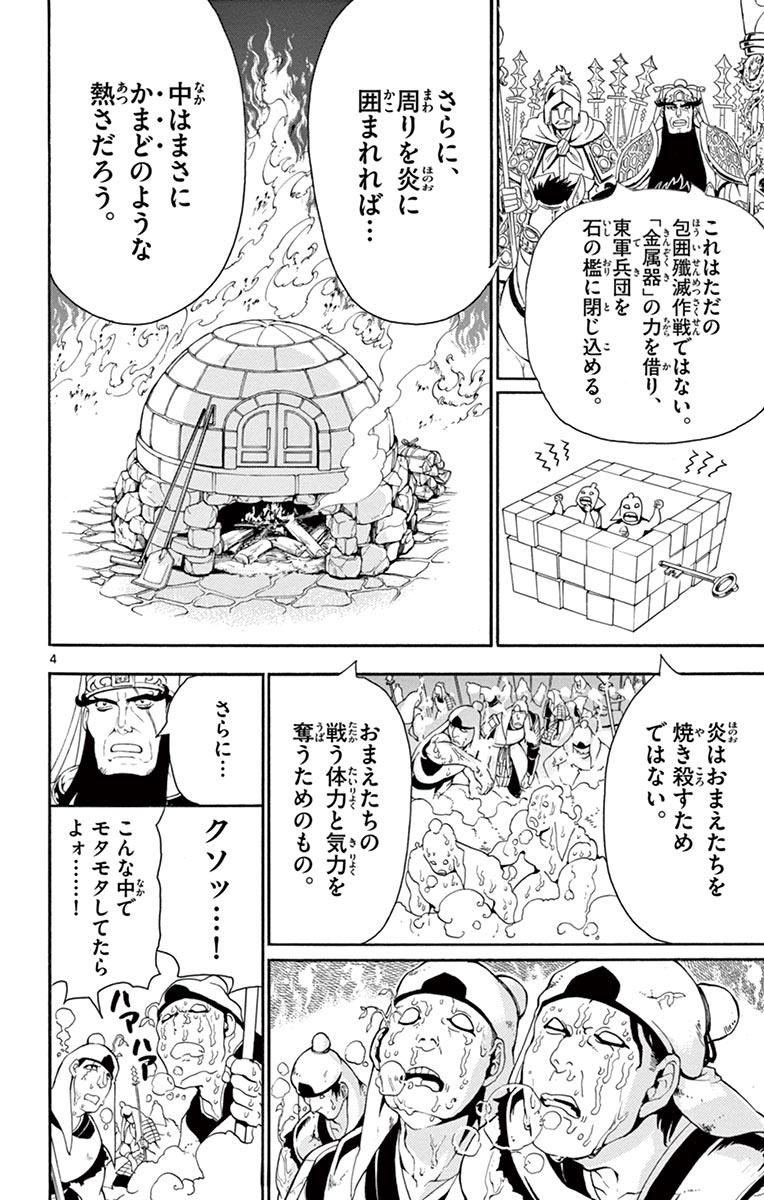 これはただの
包囲殲滅作戦ではない。
「金属器」の力を借り、
東軍兵団を
石の檻に閉じ込める。
さらに、
周りを炎に
囲まれれば…
中はまさに
かまどのような
熱さだろう。
炎はおまえたちを
焼き殺すため
ではない。
おまえたちの
戦う体力と気力を
奪うためのもの。
さらに…
クソッ…！
こんな中で
モタモタしてたら
よォ……！
ハァハァ
4